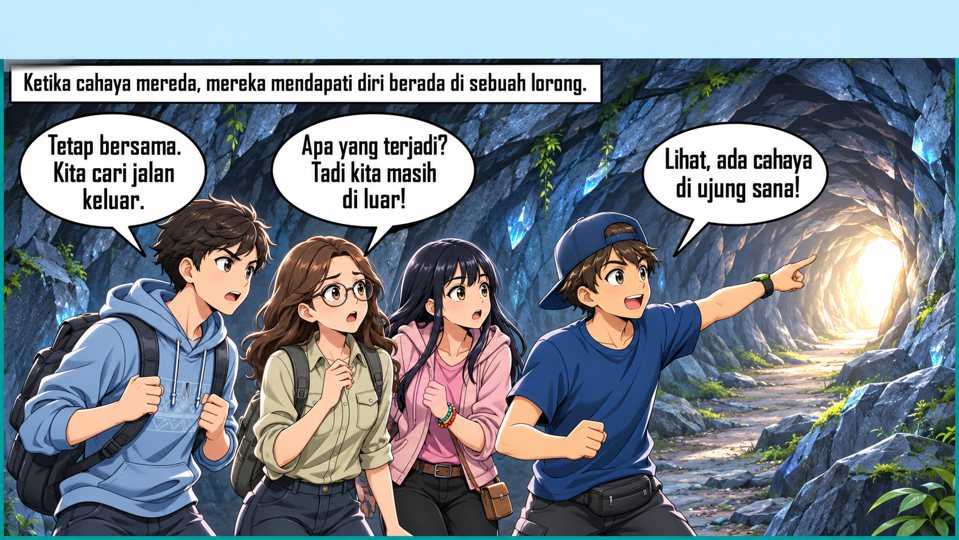 Ketika cahaya mereda, mereka mendapati diri berada di sebuah lorong.
Tetap bersama.
Kita cari jalan
keluar.
Apa yang terjadi?
Tadi kita masih
di luar!
Lihat, ada cahaya
di ujung sana!